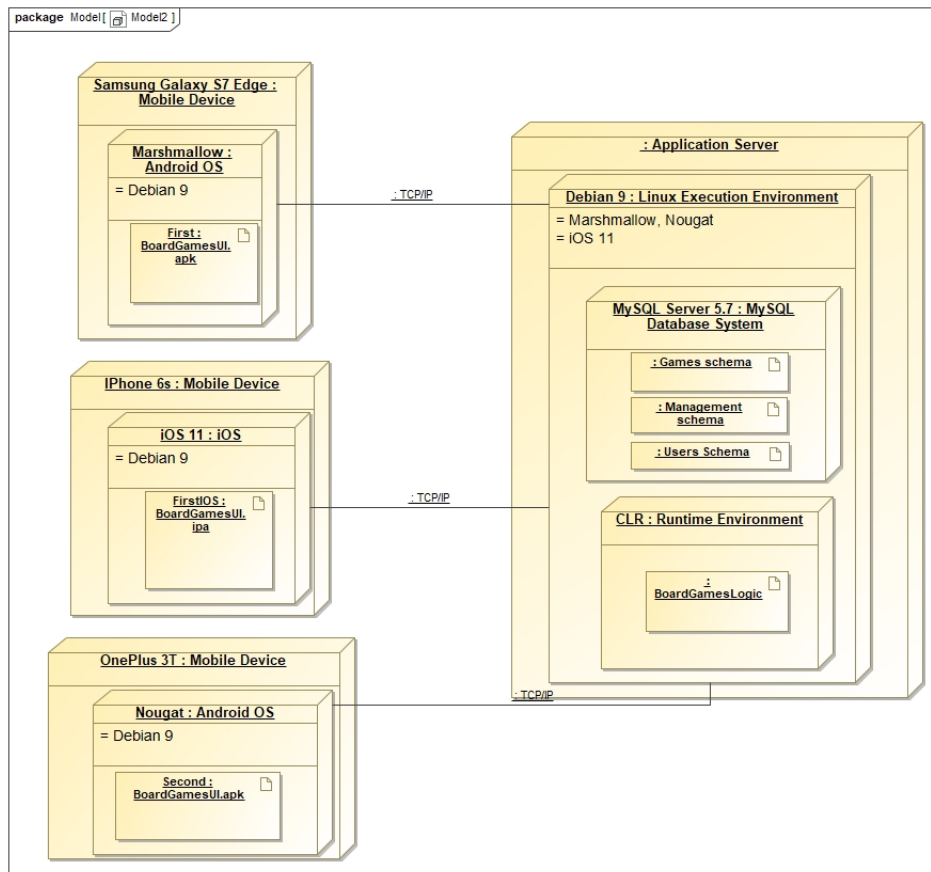 package Model[ Model2 ]
Samsung Galaxy S7 Edge :
Mobile Device
Marshmallow :
Android OS
= Debian 9
First :
BoardGamesUI.
apk
: TCP/IP
: Application Server
Debian 9 : Linux Execution Environment
= Marshmallow, Nougat
= iOS 11
MySQL Server 5.7 : MySQL
Database System
: Games schema
: Management
schema
: Users Schema
IPhone 6s : Mobile Device
iOS 11 : iOS
= Debian 9
FirstIOS :
BoardGamesUI.
ipa
: TCP/IP
CLR : Runtime Environment
:
BoardGamesLogic
OnePlus 3T : Mobile Device
Nougat : Android OS
= Debian 9
Second :
BoardGamesUI.apk
: TCP/IP